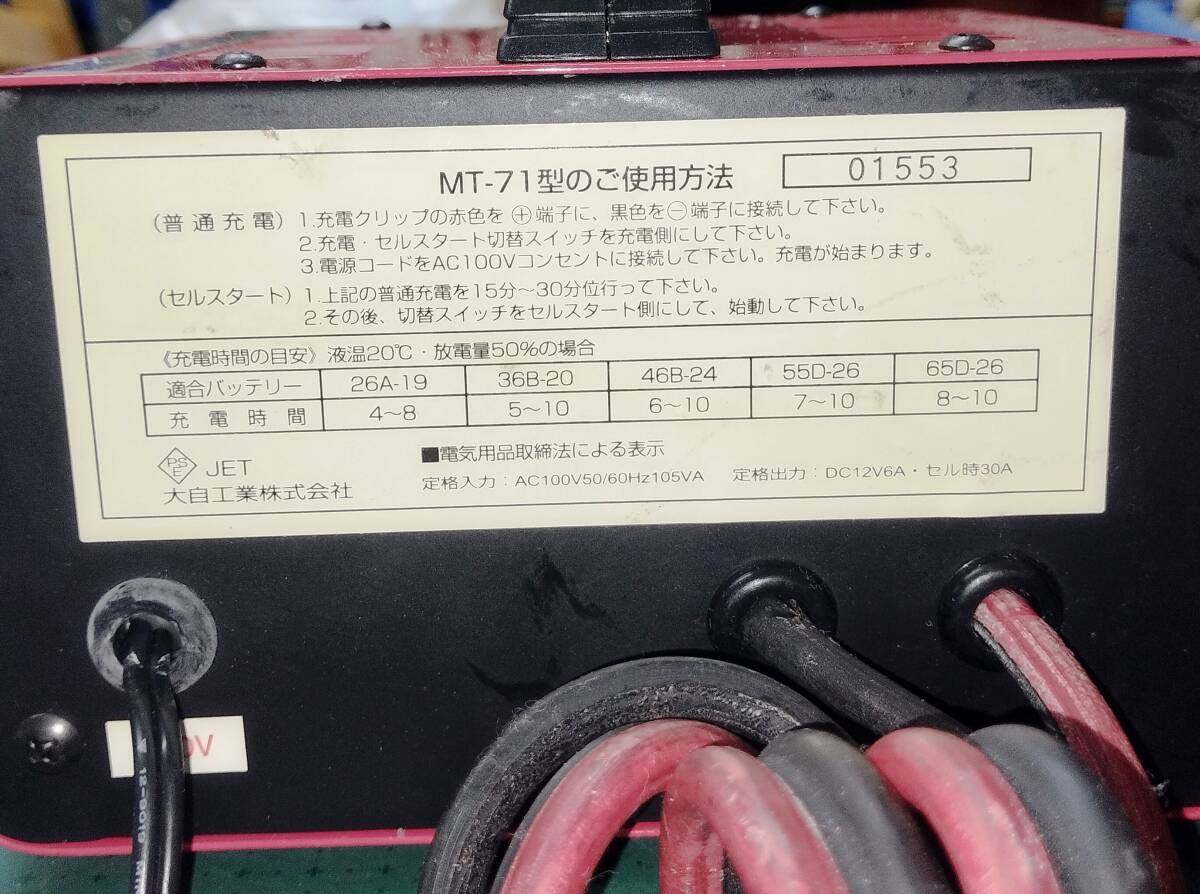 MT-71型のご使用方法 01553
(普通充電) 1.充電クリップの赤色を⊕端子に、黒色を⊖端子に接続して下さい。
2.充電・セルスタート切替スイッチを充電側にして下さい。
3.電源コードをAC100Vコンセントに接続して下さい。充電が始まります。
(セルスタート) 1.上記の普通充電を15分～30分位行って下さい。
2.その後、切替スイッチをセルスタート側にして、始動して下さい。
《充電時間の目安》液温20℃・放電量50%の場合
適合バッテリー 26A-19 36B-20 46B-24 55D-26 65D-26
充電時間 4～8 5～10 6～10 7～10 8～10
■電気用品取締法による表示
PSE JET
大自工業株式会社
定格入力：AC100V50/60Hz105VA 定格出力：DC12V6A・セル時30A